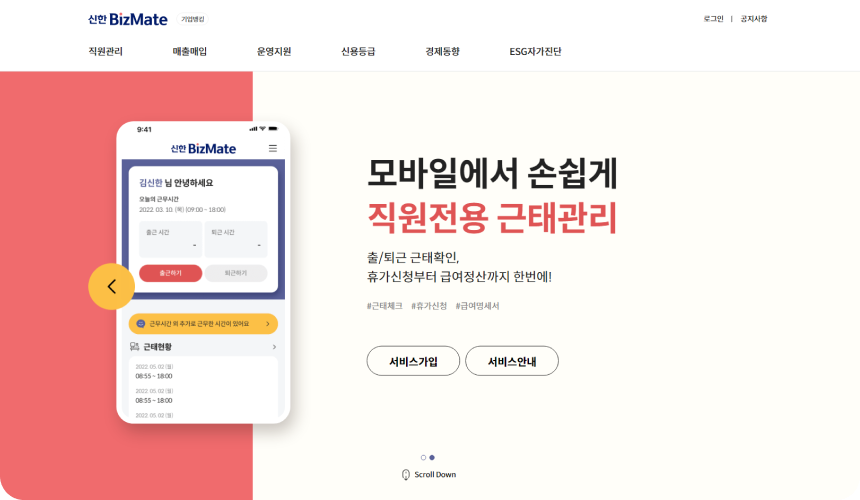 신한 BizMate 기업뱅킹
로그인 | 공지사항
직원관리 매출매입 운영지원 신용등급 경제동향 ESG자가진단
9:41
신한 BizMate
김신한 님 안녕하세요
오늘의 근무시간
2022. 03. 10. (목) (09:00 ~ 18:00)
출근 시간 퇴근 시간
- -
출근하기 퇴근하기
근무시간 외 추가로 근무한 시간이 있어요
근태현황
2022. 05. 02 (월)
08:55 ~ 18:00
2022. 05. 02 (월)
08:55 ~ 18:00
2022. 05. 02 (월)
모바일에서 손쉽게
직원전용 근태관리
출/퇴근 근태확인,
휴가신청부터 급여정산까지 한번에!
#근태체크 #휴가신청 #급여명세서
서비스가입 서비스안내
Scroll Down